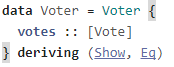 data Voter = Voter {
  votes :: [Vote]
} deriving (Show, Eq)